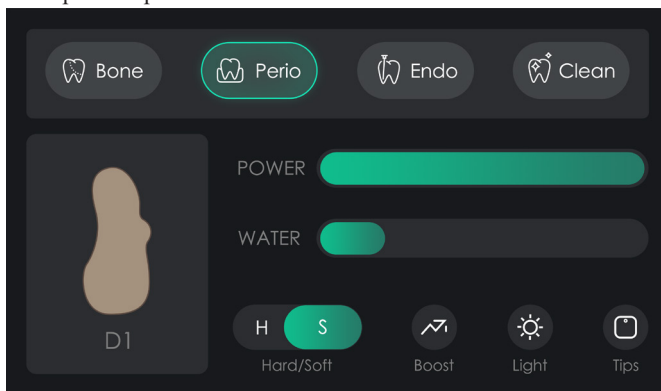 Bone Perio Endo Clean
POWER
WATER
D1
H S
Hard/Soft Boost Light Tips